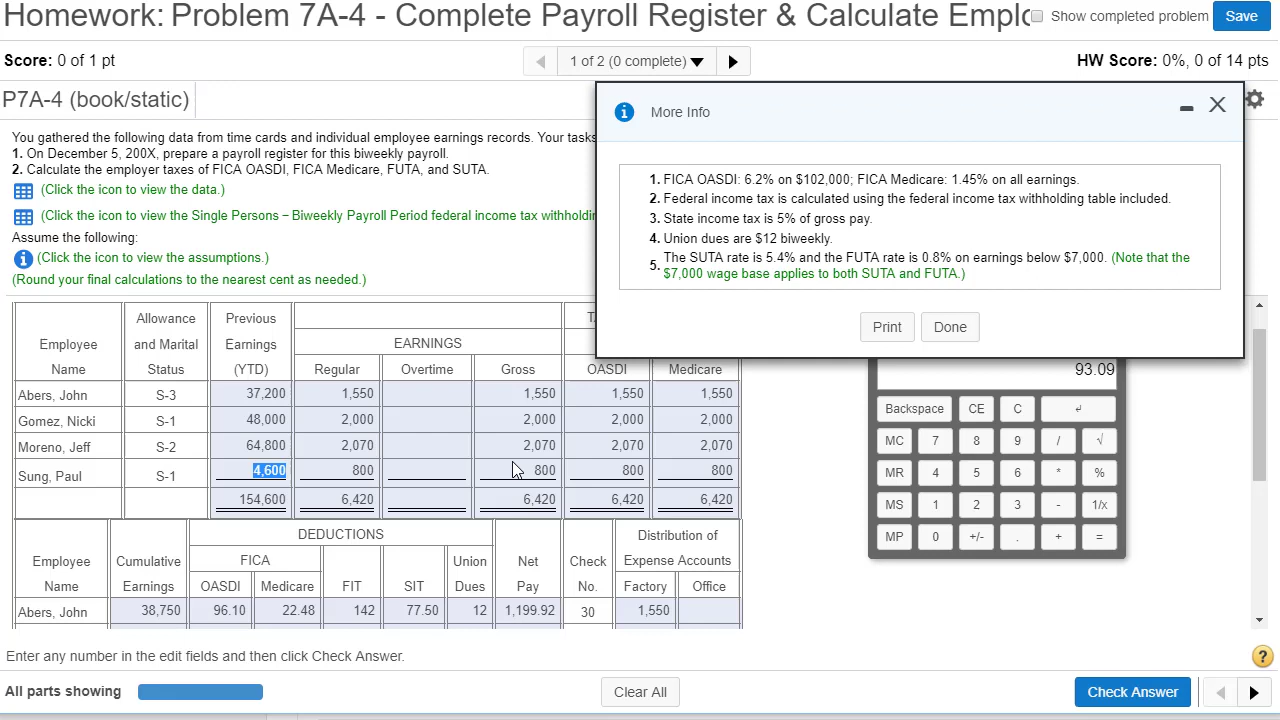 Homework: Problem 7A-4 - Complete Payroll Register & Calculate Emplo
Show completed problem
Save
Score: 0 of 1 pt
1 of 2 (0 complete)
HW Score: 0%, 0 of 14 pts
P7A-4 (book/static)
You gathered the following data from time cards and individual employee earnings records. Your tasks
1. On December 5, 200X, prepare a payroll register for this biweekly payroll.
2. Calculate the employer taxes of FICA OASDI, FICA Medicare, FUTA, and SUTA.
(Click the icon to view the data.)
(Click the icon to view the Single Persons – Biweekly Payroll Period federal income tax withholdin
Assume the following:
(Click the icon to view the assumptions.)
(Round your final calculations to the nearest cent as needed.)
More Info
1. FICA OASDI: 6.2% on $102,000; FICA Medicare: 1.45% on all earnings.
2. Federal income tax is calculated using the federal income tax withholding table included.
3. State income tax is 5% of gross pay.
4. Union dues are $12 biweekly.
5. The SUTA rate is 5.4% and the FUTA rate is 0.8% on earnings below $7,000. (Note that the
$7,000 wage base applies to both SUTA and FUTA.)
Print Done
Allowance Previous T
Employee and Marital Earnings EARNINGS
Name Status (YTD) Regular Overtime Gross OASDI Medicare
Abers, John S-3 37,200 1,550 1,550 1,550 1,550
Gomez, Nicki S-1 48,000 2,000 2,000 2,000 2,000
Moreno, Jeff S-2 64,800 2,070 2,070 2,070 2,070
Sung, Paul S-1 4,600 800 800 800 800
154,600 6,420 6,420 6,420 6,420
DEDUCTIONS Distribution of
Employee Cumulative FICA Union Net Check Expense Accounts
Name Earnings OASDI Medicare FIT SIT Dues Pay No. Factory Office
Abers, John 38,750 96.10 22.48 142 77.50 12 1,199.92 30 1,550
93.09
Backspace CE C ↵
MC 7 8 9 / √
MR 4 5 6 * %
MS 1 2 3 - 1/x
MP 0 +/- . + =
Enter any number in the edit fields and then click Check Answer.
?
All parts showing
Clear All
Check Answer